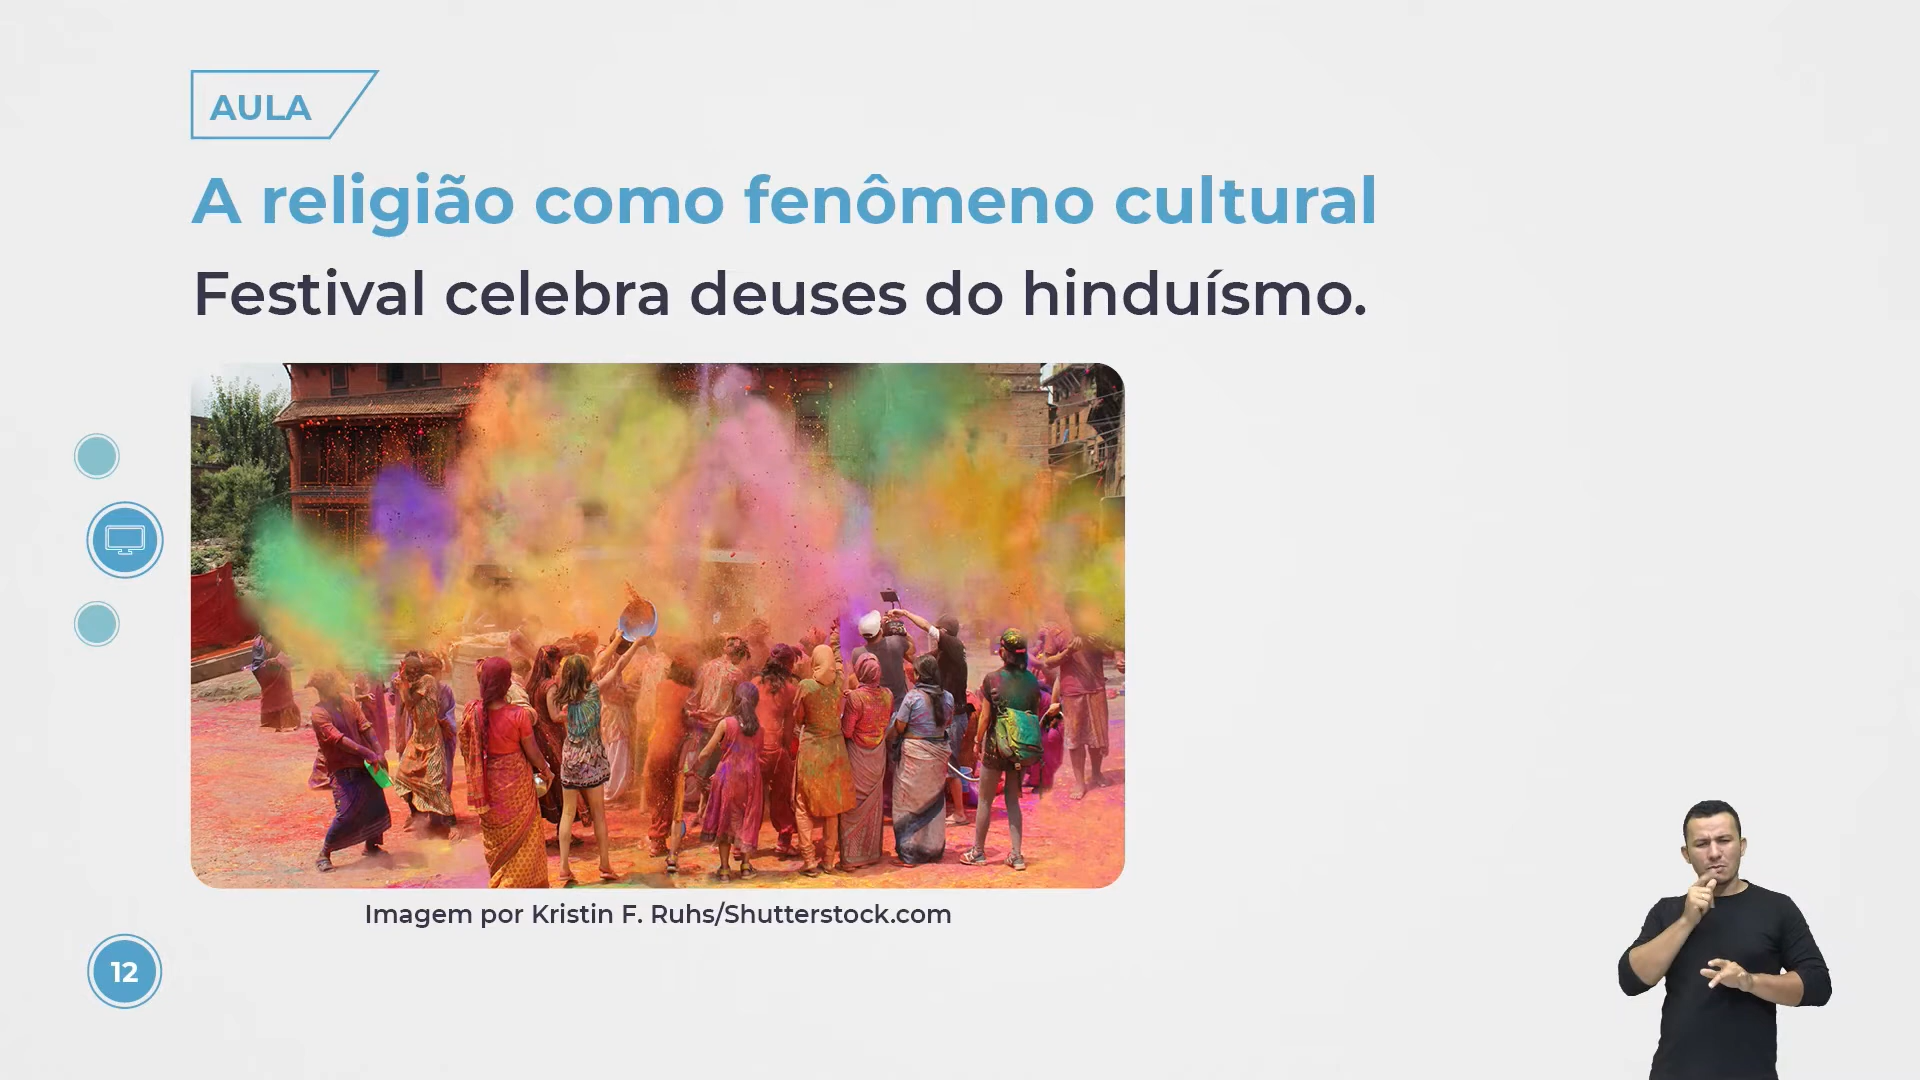 AULA
A religião como fenômeno cultural
Festival celebra deuses do hinduísmo.
Imagem por Kristin F. Ruhs/Shutterstock.com
12